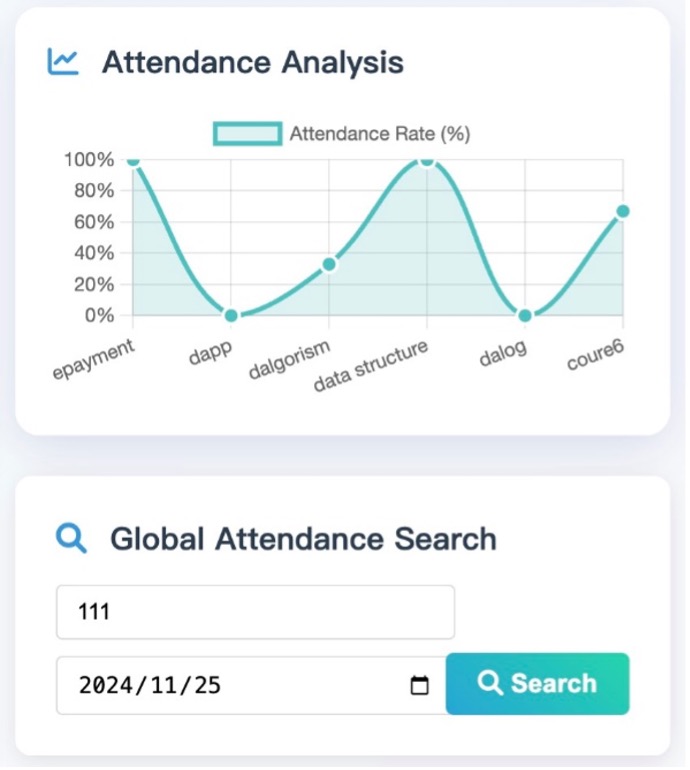 Attendance Analysis
Attendance Rate (%)
100%
80%
60%
40%
20%
0%
epayment
dapp
dalgorism
data structure
dalog
coure6
Global Attendance Search
111
2024/11/25
Search